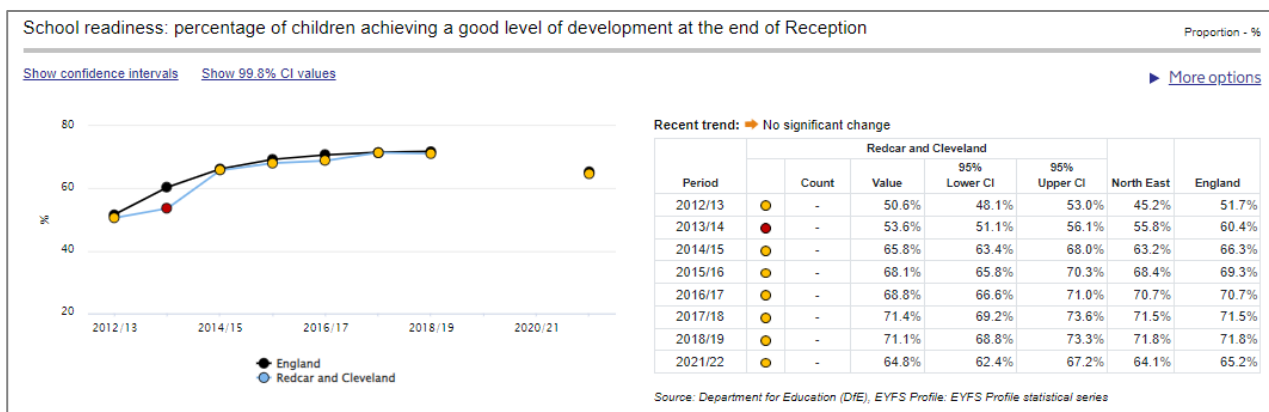 School readiness: percentage of children achieving a good level of development at the end of Reception
Proportion - %
Show confidence intervals Show 99.8% CI values
► More options
80
60
40
20
%
2012/13 2014/15 2016/17 2018/19 2020/21
England
Redcar and Cleveland
Recent trend: No significant change
Redcar and Cleveland
Period Count Value 95% Lower CI 95% Upper CI North East England
2012/13 - 50.6% 48.1% 53.0% 45.2% 51.7%
2013/14 - 53.6% 51.1% 56.1% 55.8% 60.4%
2014/15 - 65.8% 63.4% 68.0% 63.2% 66.3%
2015/16 - 68.1% 65.8% 70.3% 68.4% 69.3%
2016/17 - 68.8% 66.6% 71.0% 70.7% 70.7%
2017/18 - 71.4% 69.2% 73.6% 71.5% 71.5%
2018/19 - 71.1% 68.8% 73.3% 71.8% 71.8%
2021/22 - 64.8% 62.4% 67.2% 64.1% 65.2%
Source: Department for Education (DfE), EYFS Profile: EYFS Profile statistical series